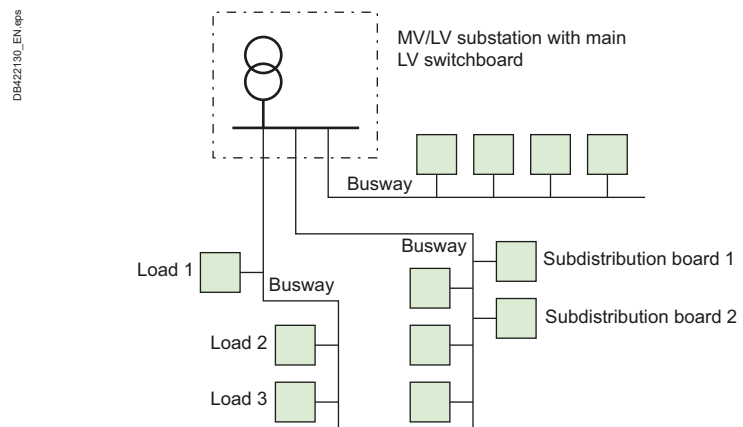 DB422130_EN.eps
MV/LV substation with main
LV switchboard
Busway
Busway
Subdistribution board 1
Load 1
Busway
Subdistribution board 2
Load 2
Load 3